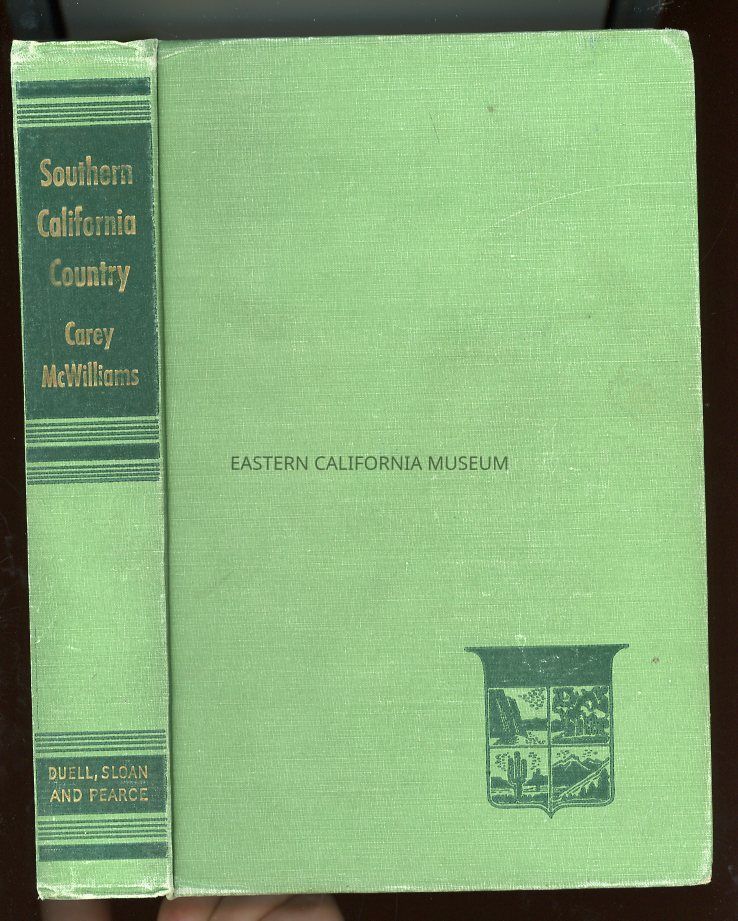 Southern
California
Country
Carey
McWilliams
DUELL, SLOAN
AND PEARCE
EASTERN CALIFORNIA MUSEUM